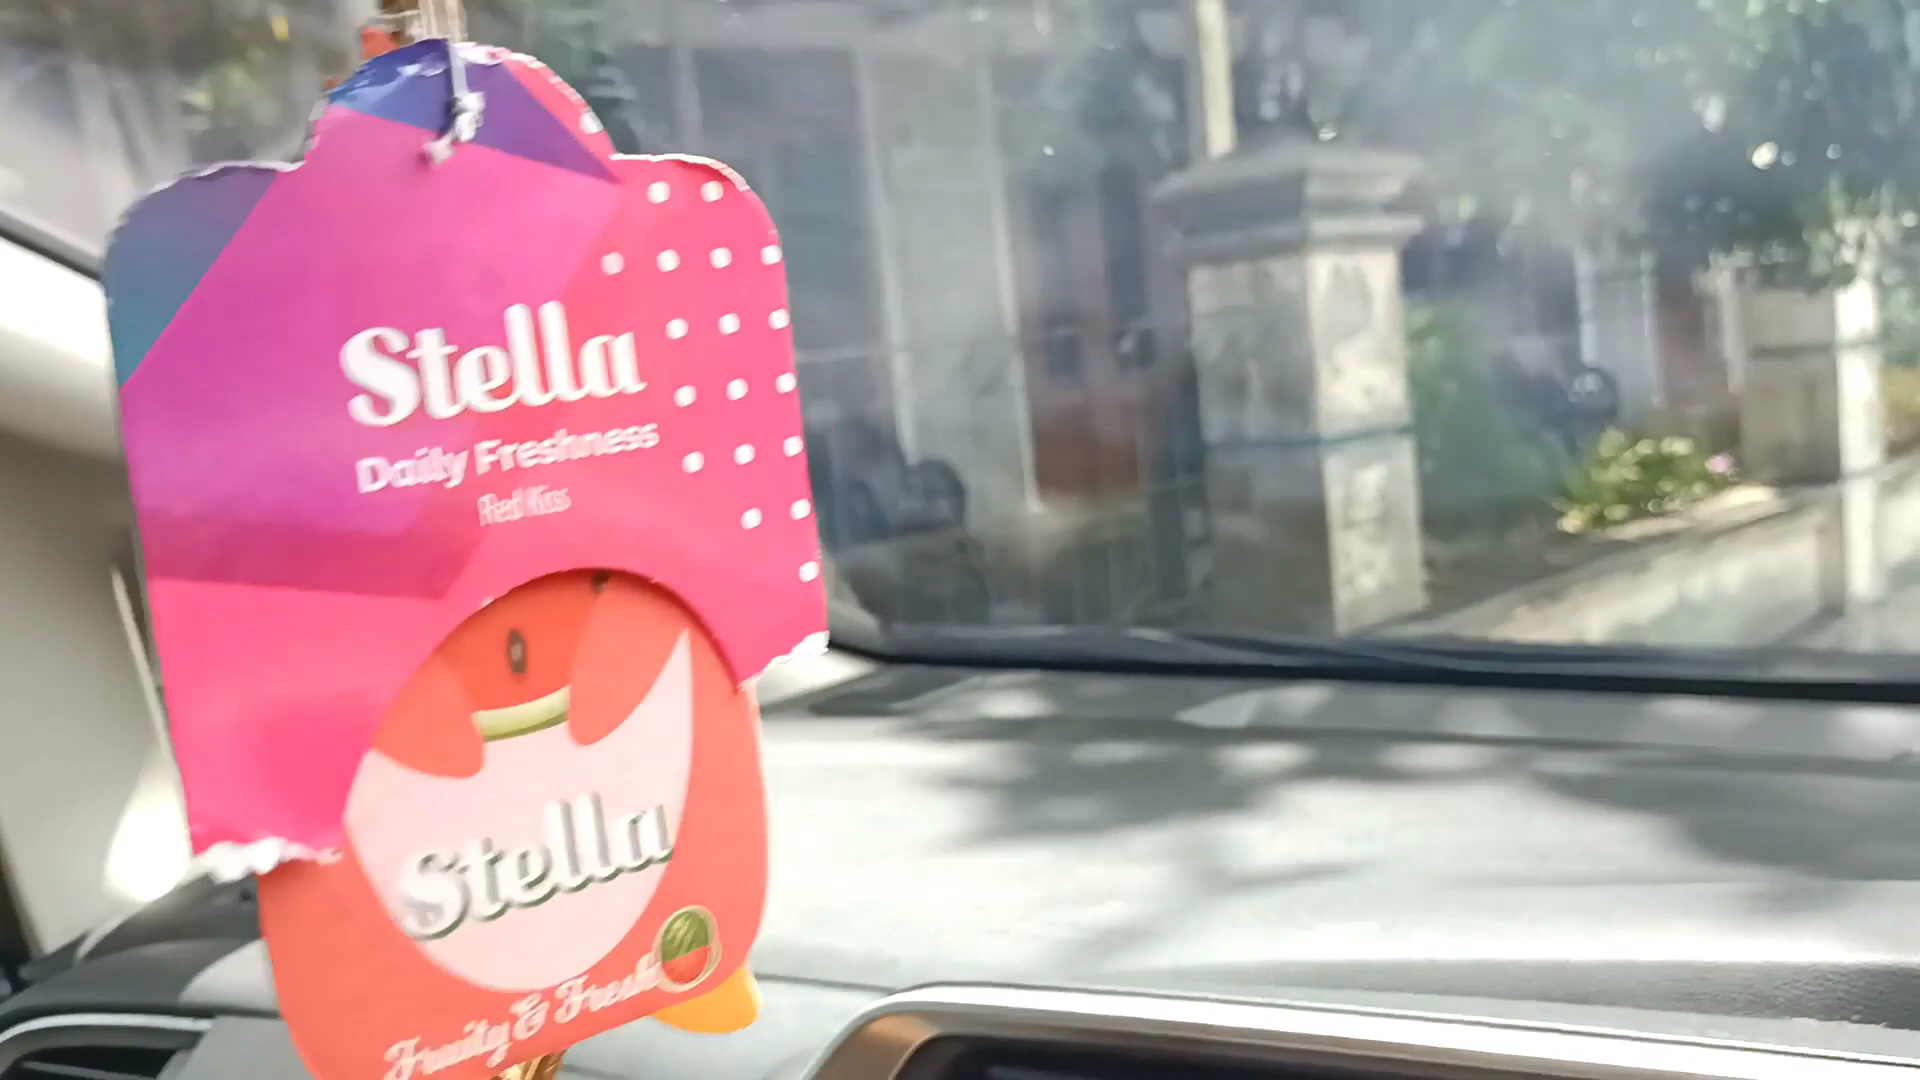 Stella
Daily Freshness
Red Kiss
Stella
Fruity & Fresh